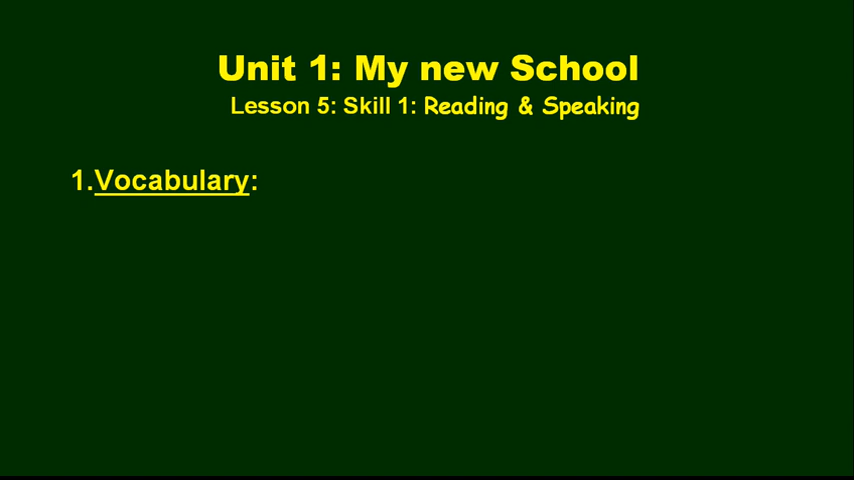 Unit 1: My new School
Lesson 5: Skill 1: Reading & Speaking
1.Vocabulary: